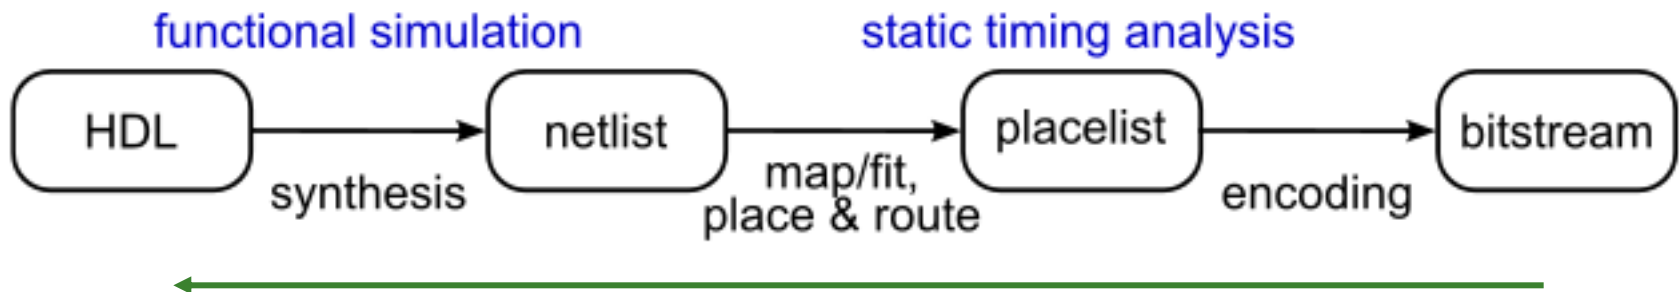 functional simulation
static timing analysis
HDL
netlist
placelist
bitstream
synthesis
map/fit,
place & route
encoding